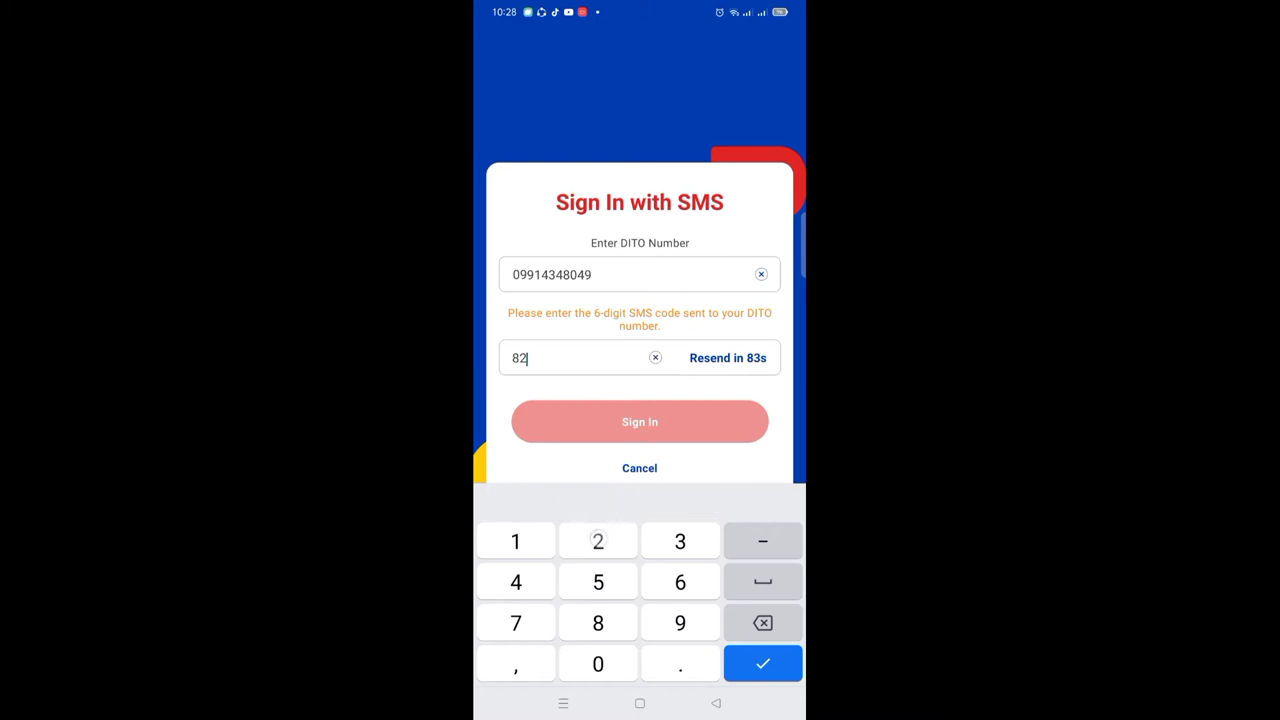 10:28
Sign In with SMS
Enter DITO Number
09914348049
Please enter the 6-digit SMS code sent to your DITO
number.
82
Resend in 83s
Sign In
Cancel
1 2 3 -
4 5 6
7 8 9
, 0 .